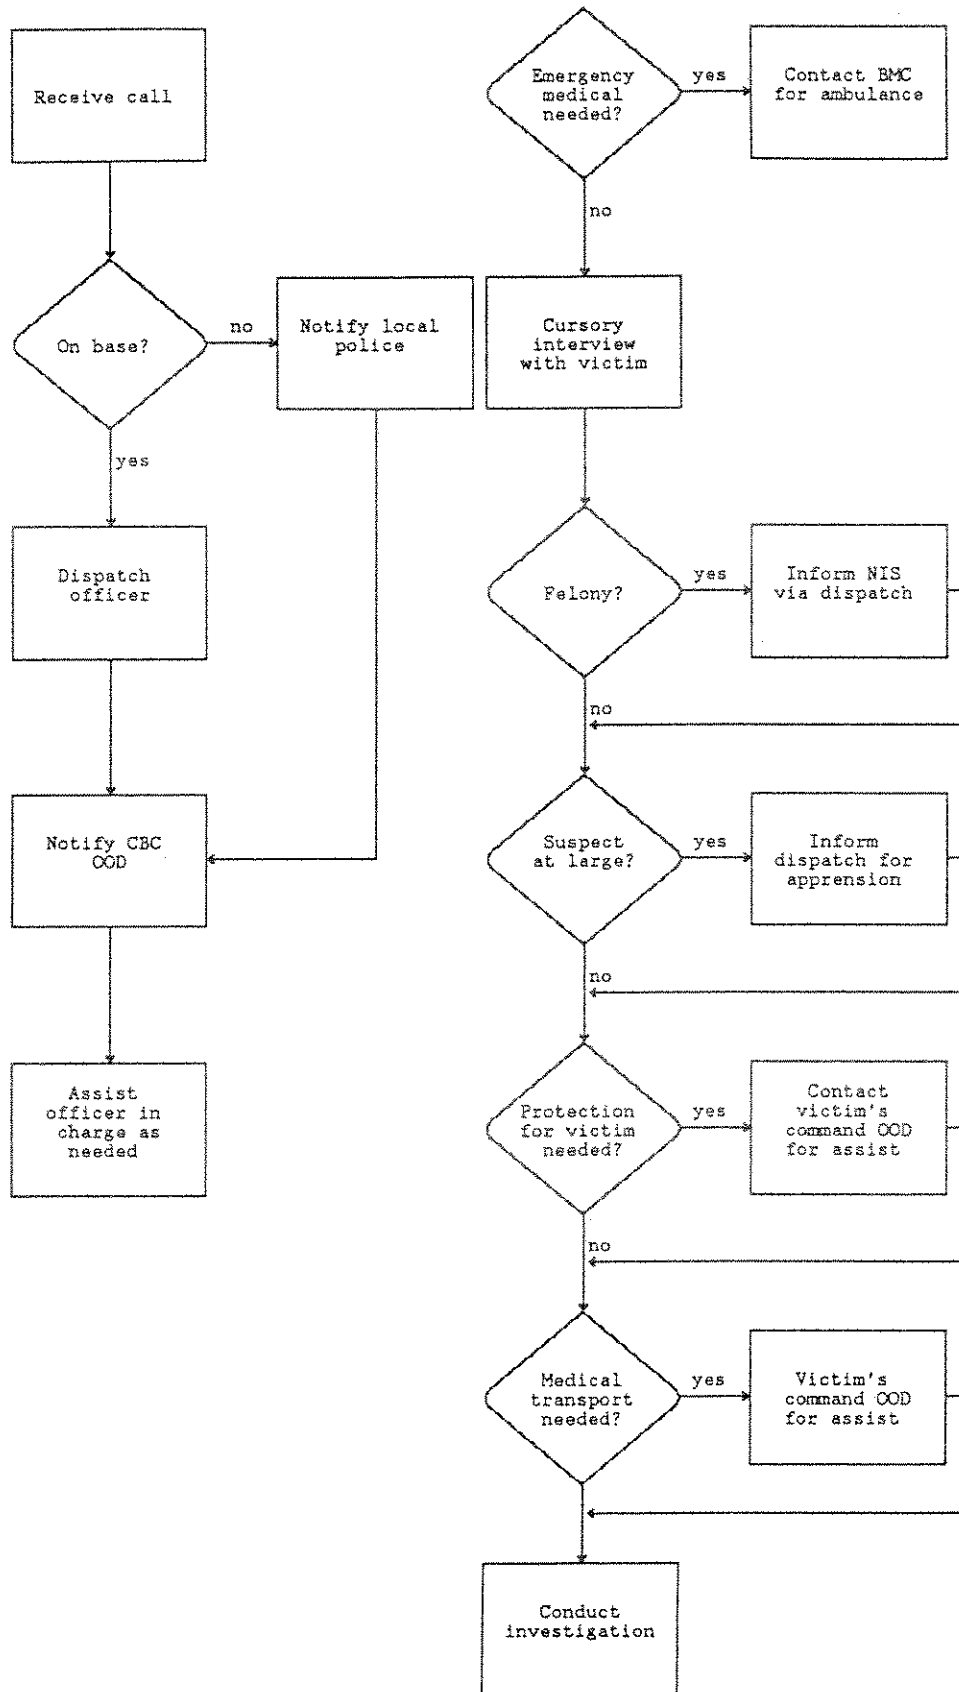 Receive call
On base?
no
Notify local
police
yes
Dispatch
officer
Notify CBC
OOD
Assist
officer in
charge as
needed
Emergency
medical
needed?
yes
Contact BMC
for ambulance
no
Cursory
interview
with victim
Felony?
yes
Inform NIS
via dispatch
no
Suspect
at large?
yes
Inform
dispatch for
apprension
no
Protection
for victim
needed?
yes
Contact
victim's
command OOD
for assist
no
Medical
transport
needed?
yes
Victim's
command OOD
for assist
Conduct
investigation